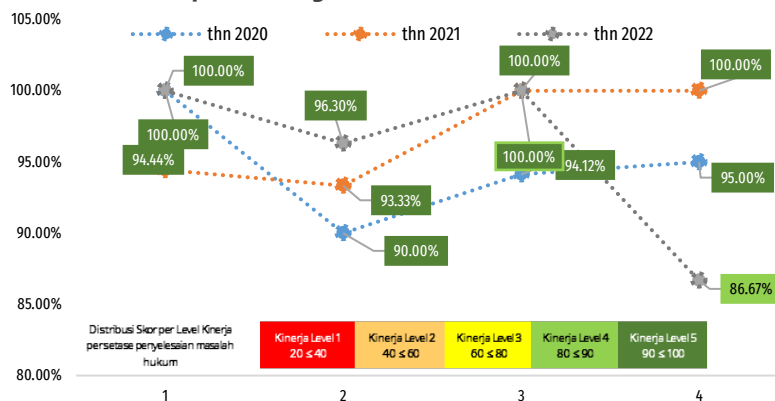 105.00%
thn 2020
thn 2021
thn 2022
100.00%
100.00%
100.00%
100.00%
96.30%
100.00%
94.44%
100.00%
94.12%
95.00%
93.33%
95.00%
90.00%
90.00%
86.67%
85.00%
Distribusi Skor per Level Kinerja
persetase penyelesaian masalah
hukum
Kinerja Level 1
20 ≤ 40
Kinerja Level 2
40 ≤ 60
Kinerja Level 3
60 ≤ 80
Kinerja Level 4
80 ≤ 90
Kinerja Level 5
90 ≤ 100
80.00%
1
2
3
4